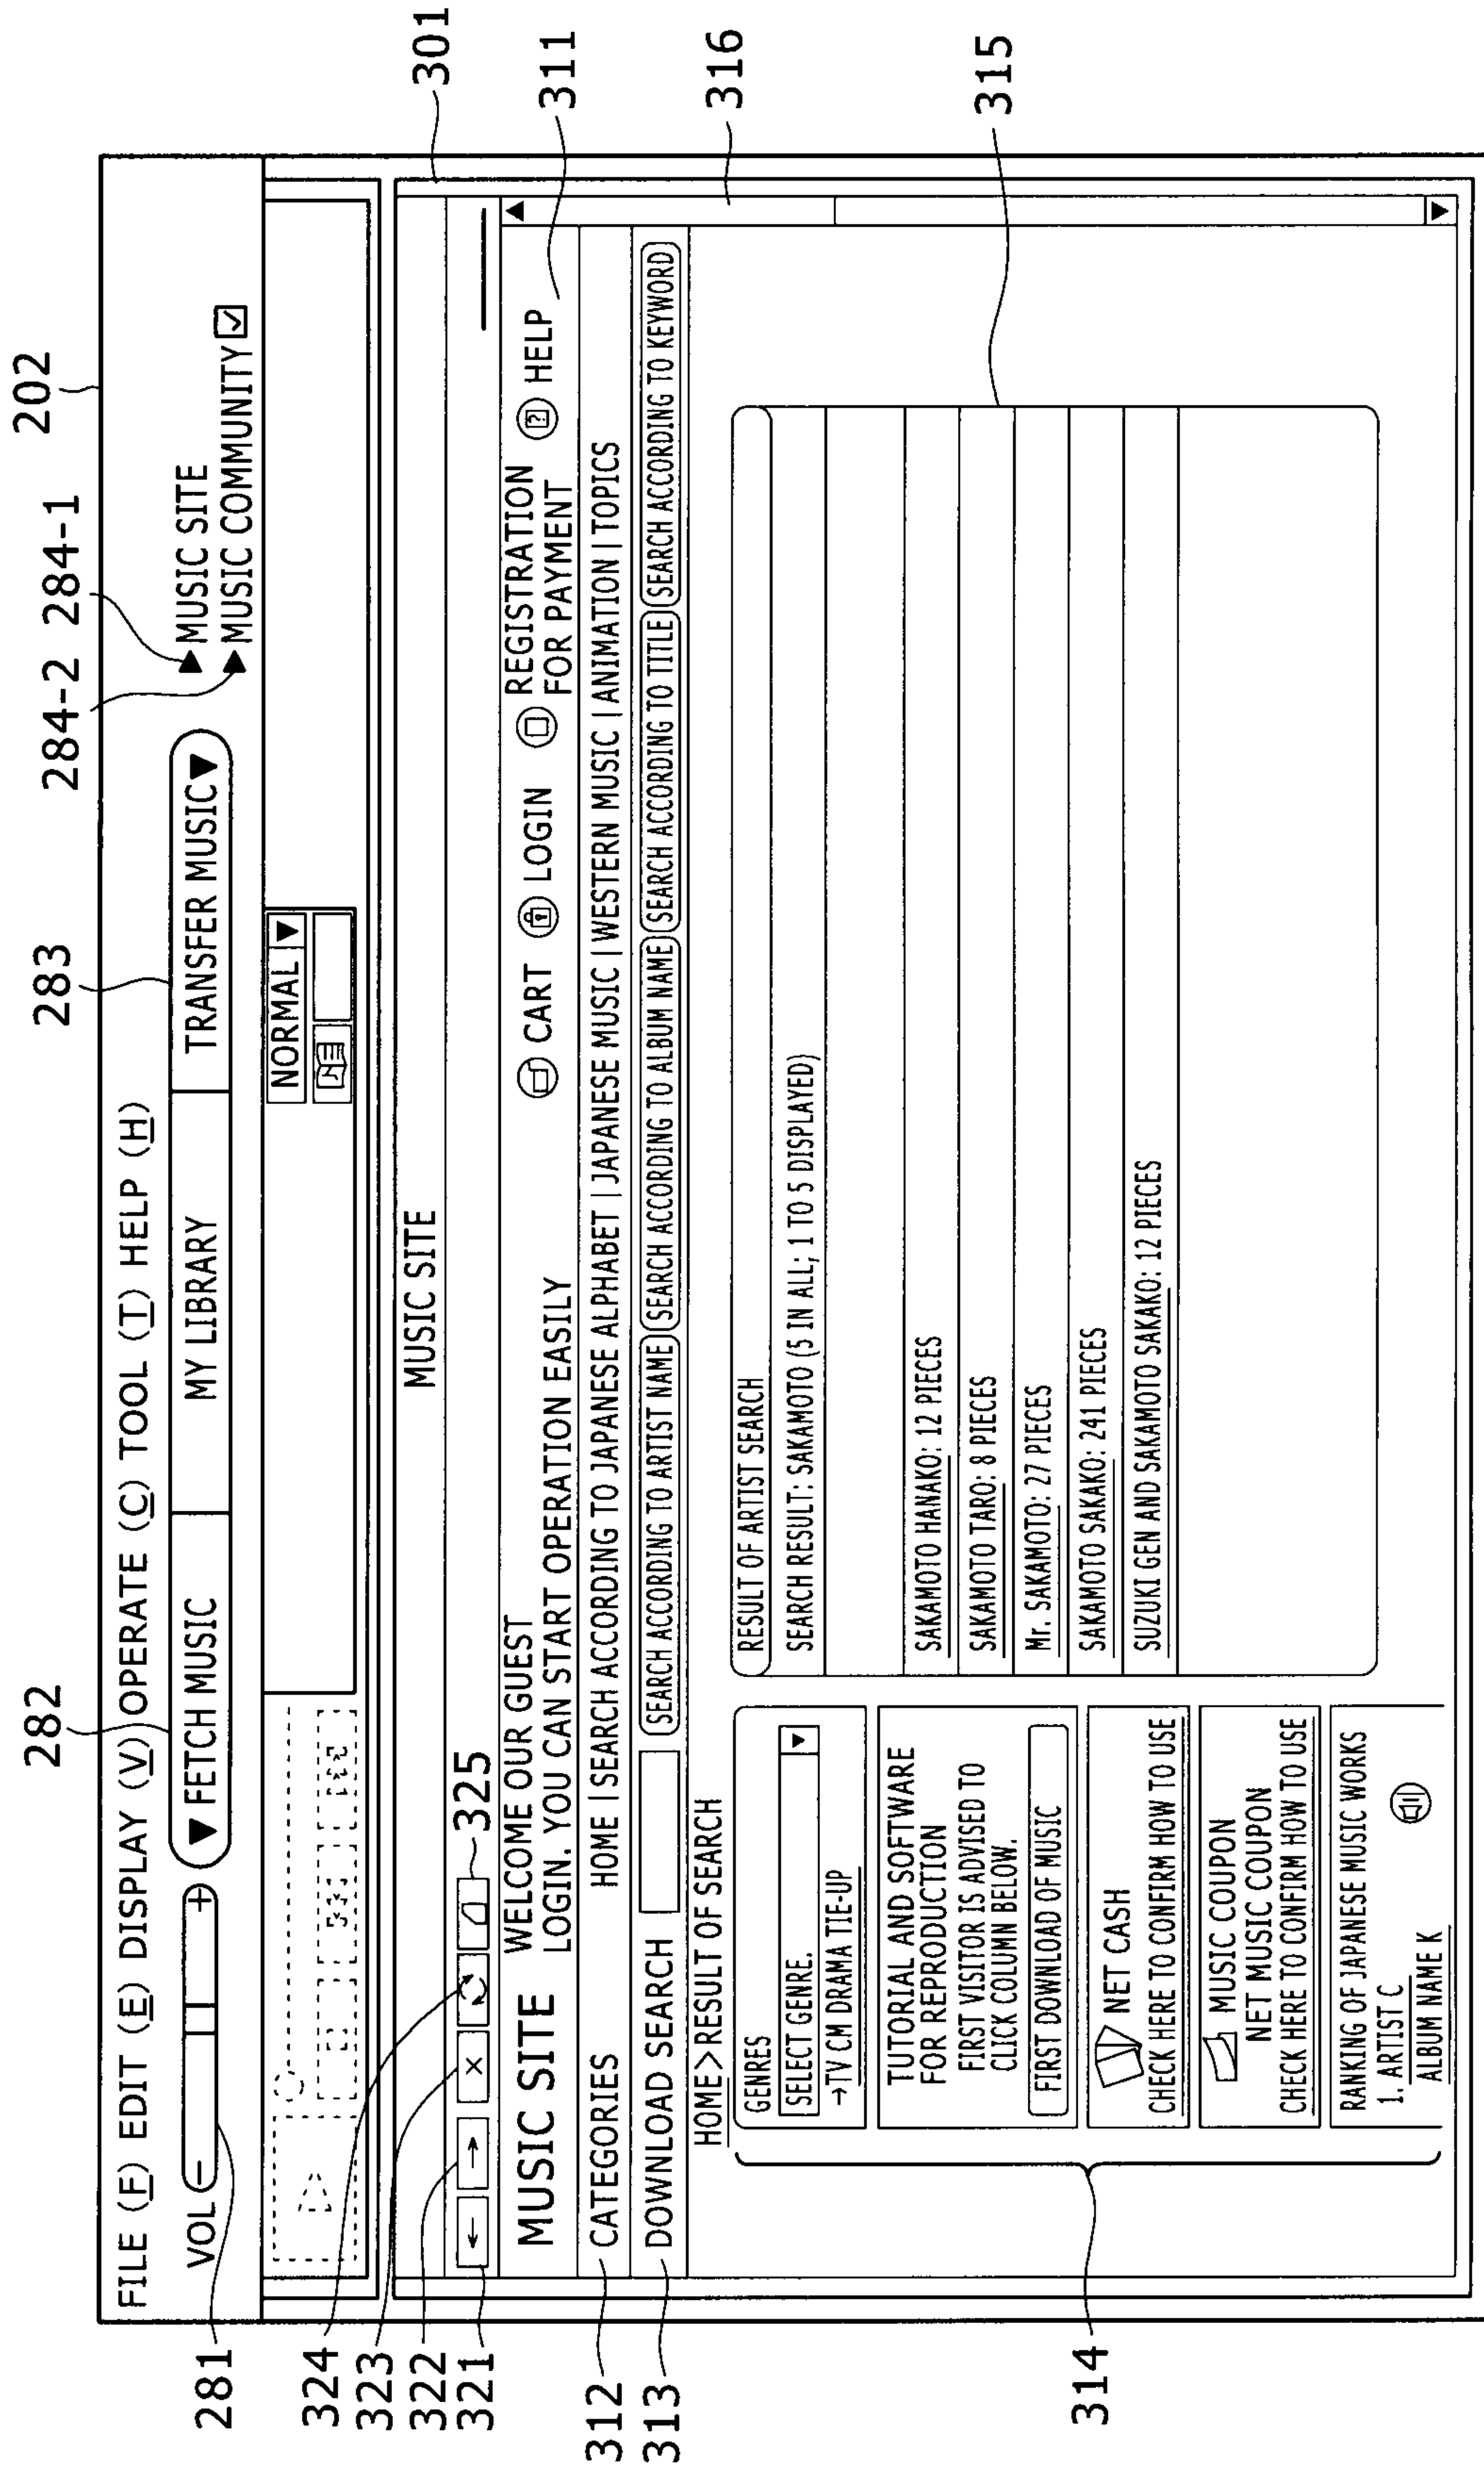 202
284-2 284-1
283
282
FILE (F) EDIT (E) DISPLAY (V) OPERATE (C) TOOL (T) HELP (H)
VOL − +
▼ FETCH MUSIC
MY LIBRARY
TRANSFER MUSIC▼
▶MUSIC SITE
▶MUSIC COMMUNITY
281
NORMAL ▼
MUSIC SITE
301
324
323
322
321
← → ×
325
MUSIC SITE
WELCOME OUR GUEST
LOGIN. YOU CAN START OPERATION EASILY
CART
LOGIN
REGISTRATION
FOR PAYMENT
? HELP
311
312
CATEGORIES
HOME | SEARCH ACCORDING TO JAPANESE ALPHABET | JAPANESE MUSIC | WESTERN MUSIC | ANIMATION | TOPICS
313
DOWNLOAD SEARCH
SEARCH ACCORDING TO ARTIST NAME
SEARCH ACCORDING TO ALBUM NAME
SEARCH ACCORDING TO TITLE
SEARCH ACCORDING TO KEYWORD
316
HOME>RESULT OF SEARCH
GENRES
SELECT GENRE. ▼
→TV CM DRAMA TIE-UP
TUTORIAL AND SOFTWARE
FOR REPRODUCTION
FIRST VISITOR IS ADVISED TO
CLICK COLUMN BELOW.
FIRST DOWNLOAD OF MUSIC
NET CASH
CHECK HERE TO CONFIRM HOW TO USE
MUSIC COUPON
NET MUSIC COUPON
CHECK HERE TO CONFIRM HOW TO USE
RANKING OF JAPANESE MUSIC WORKS
1. ARTIST C
ALBUM NAME K
314
RESULT OF ARTIST SEARCH
SEARCH RESULT: SAKAMOTO (5 IN ALL; 1 TO 5 DISPLAYED)
SAKAMOTO HANAKO: 12 PIECES
SAKAMOTO TARO: 8 PIECES
Mr. SAKAMOTO: 27 PIECES
SAKAMOTO SAKAKO: 241 PIECES
SUZUKI GEN AND SAKAMOTO SAKAKO: 12 PIECES
315